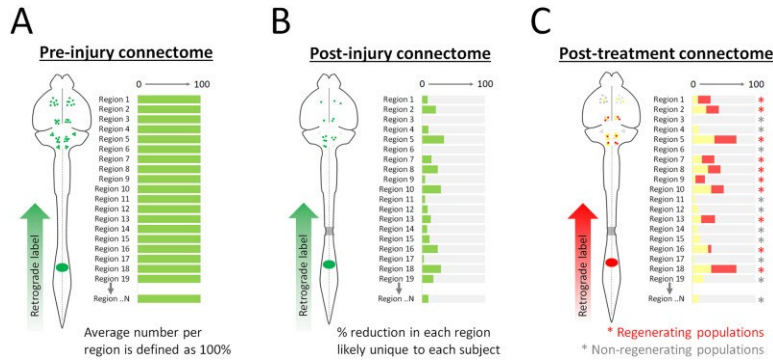 A
Pre-injury connectome
0 100
Region 1
Region 2
Region 3
Region 4
Region 5
Region 6
Region 7
Region 8
Region 9
Region 10
Region 11
Region 12
Region 13
Region 14
Region 15
Region 16
Region 17
Region 18
Region 19
Region ..N
Retrograde label
Average number per
region is defined as 100%
B
Post-injury connectome
0 100
Region 1
Region 2
Region 3
Region 4
Region 5
Region 6
Region 7
Region 8
Region 9
Region 10
Region 11
Region 12
Region 13
Region 14
Region 15
Region 16
Region 17
Region 18
Region 19
Region ..N
Retrograde label
% reduction in each region
likely unique to each subject
C
Post-treatment connectome
0 100
Region 1 *
Region 2 *
Region 3 *
Region 4 *
Region 5 *
Region 6 *
Region 7 *
Region 8 *
Region 9 *
Region 10 *
Region 11 *
Region 12 *
Region 13 *
Region 14 *
Region 15 *
Region 16 *
Region 17 *
Region 18 *
Region 19 *
Region ..N *
Retrograde label
* Regenerating populations
* Non-regenerating populations